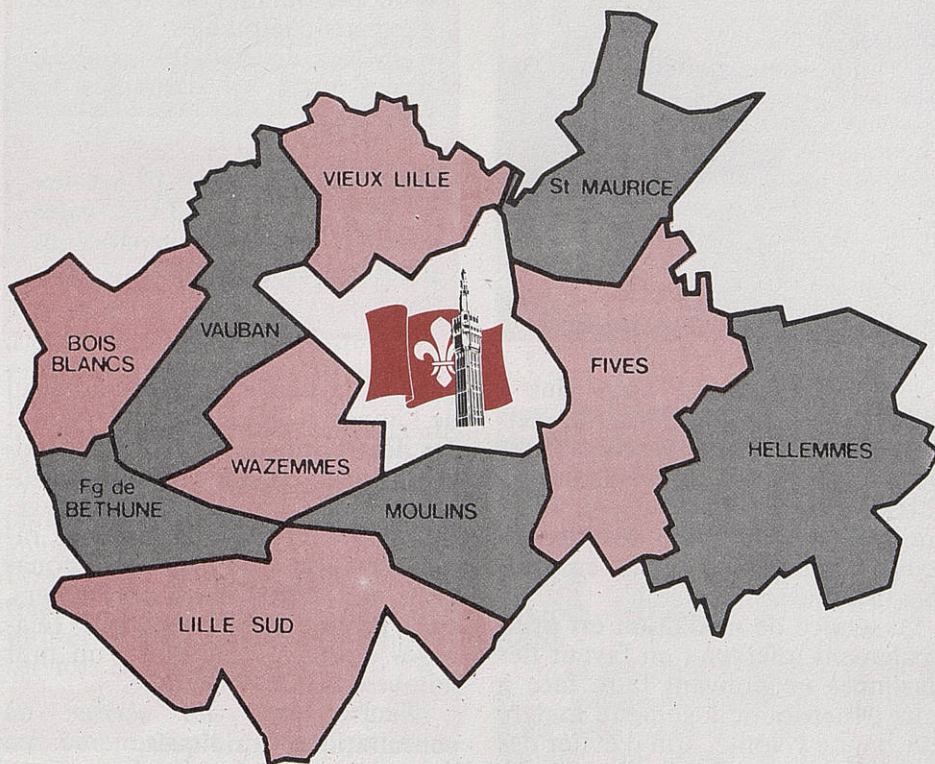 VIEUX LILLE
St MAURICE
BOIS
BLANCS
VAUBAN
FIVES
WAZEMMES
HELLEMMES
Fg de
BETHUNE
MOULINS
LILLE SUD